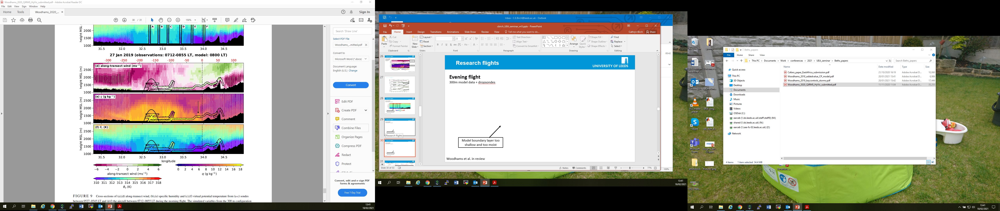 Woodhams_2020_QJRMS_HyVic_submitted.pdf - Adobe Acrobat Reader DC
File Edit View Sign Window Help
Home Tools Woodhams_2020_... × Sign In
30 / 31 150%
height MSL (m)
2000
1500
1000
A B C D E F
31.5 32.0 32.5 33.0 33.5 34.0 34.5
27 Jan 2019 (observations: 0712-0855 LT, model: 0800 LT)
-300 -250 -200 -150 -100 -50 0 50 100
(d) along-transect wind (ms⁻¹)
height MSL (m)
2500
2000
1500
1000
(e) q (g kg⁻¹)
height MSL (m)
2500
2000
1500
1000
(f) θv (K)
height MSL (m)
2500
2000
1500
1000
31.5 32.0 32.5 33.0 33.5 34.0 34.5
longitude
−6 −4 −2 0 2 4 6
along-transect wind (ms⁻¹)
0 2 4 6 8 10 12 14 16 18
q (g kg⁻¹)
310 311 312 313 314 315 316 317 318
θv (K)
FIGURE 9 Cross-sections of (a),(d) along-transect wind, (b),(e) specific humidity and (c),(f) virtual potential temperature from (a-c) sondes
between 0527–0545 LT and (d-f) the aircraft between 0712–0855 LT during the morning flight. The simulated variables from the 300 m configuration
Search 'Draw Line'
Select PDF File
Woodhams_...mitted.pdf
Convert to
Microsoft Word (*.docx)
Document Language:
English (U.S.) Change
Convert
Edit PDF
Create PDF
Comment
Combine Files
Organize Pages
Compress PDF
Redact
Protect
Convert, edit and e-sign PDF
forms & agreements
Free 7-Day Trial
13:41
18/02/2021
Inbox - C.E.Birch@leeds.ac.uk - Outlook
cbirch_UEA_seminar_vn5.pptx - PowerPoint
File Home Insert Design Transitions Animations Slide Show Review View Tell me what you want to do... Cathryn Birch Share
Paste
Cut
Copy
Format Painter
Clipboard
New
Slide
Layout
Reset
Section
Slides
28
Font
Text Direction
Align Text
Convert to SmartArt
Paragraph
Arrange
Quick
Styles
Shape Fill
Shape Outline
Shape Effects
Drawing
Find
Replace
Select
Editing
00:42
26
27
28
29
Research flights
30
31
Research flights
UNIVERSITY OF LEEDS
Evening flight
300m model data + dropsondes
Model boundary layer too
shallow and too moist
Woodhams et al. in review
Slide 30 of 53 Notes Comments 77%
100%
13:41
18/02/2021
Recycle Bin
granny
Outlook 2016
VLC media
player
Skype
Microsoft
Teams
photobook
Picture1.png
Beths_papers
File Home Share View
This PC Documents Work conferences 2021 UEA_seminar Beths_papers
Search Beths_papers
Quick access
This PC
3D Objects
Desktop
Documents
Downloads
Music
Pictures
Videos
OSDisk (C:)
earceb (\\ds.leeds.ac.uk\staff\staff9) (M:)
shared (\\ds.leeds.ac.uk) (N:)
earceb (\\see-fs-02.leeds.ac.uk) (Z:)
Network
Name Date modified Type Size
Cafaro_paper_EastAfrica_submission.pdf 21/10/2020 16:19 Adobe Acrobat D... 10,060
Woodhams_2018_addedvalue_CP_model.pdf 20/01/2021 15:41 Adobe Acrobat D... 6,986
Woodhams_2019_keycontrols_storms.pdf 20/01/2021 15:42 Adobe Acrobat D... 17,446
Woodhams_2020_QJRMS_HyVic_submitted.pdf 11/11/2020 11:04 Adobe Acrobat D... 35,255
4 items 1 item selected 34.4 MB
13:41
18/02/2021